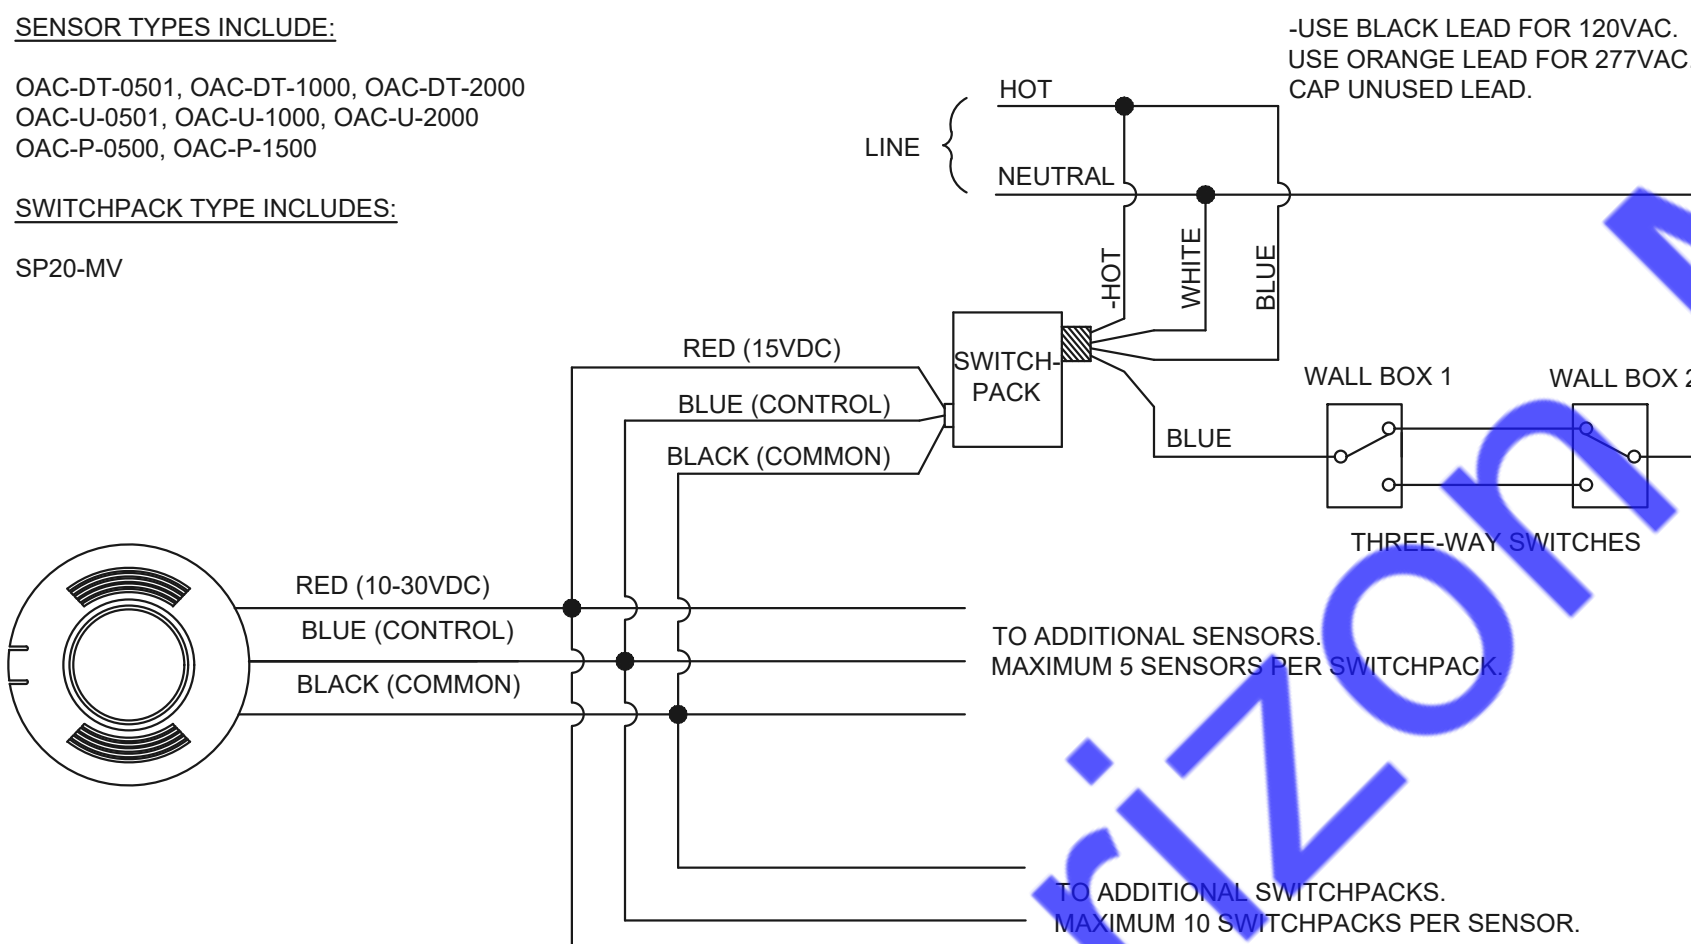 SENSOR TYPES INCLUDE:
OAC-DT-0501, OAC-DT-1000, OAC-DT-2000
OAC-U-0501, OAC-U-1000, OAC-U-2000
OAC-P-0500, OAC-P-1500
SWITCHPACK TYPE INCLUDES:
SP20-MV
-USE BLACK LEAD FOR 120VAC.
USE ORANGE LEAD FOR 277VAC.
CAP UNUSED LEAD.
HOT
LINE
NEUTRAL
-HOT
WHITE
BLUE
RED (15VDC)
BLUE (CONTROL)
BLACK (COMMON)
SWITCH-
PACK
WALL BOX 1
WALL BOX 2
BLUE
THREE-WAY SWITCHES
RED (10-30VDC)
BLUE (CONTROL)
BLACK (COMMON)
TO ADDITIONAL SENSORS.
MAXIMUM 5 SENSORS PER SWITCHPACK.
TO ADDITIONAL SWITCHPACKS.
MAXIMUM 10 SWITCHPACKS PER SENSOR.
rizon